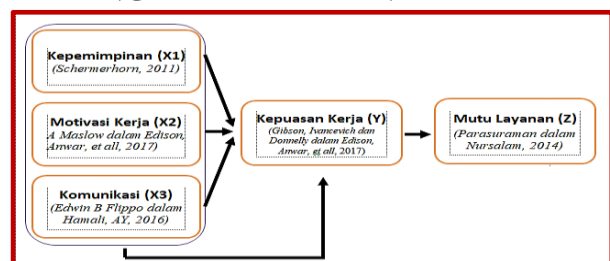 Kepemimpinan (X1)
(Schermerhorn, 2011)
Motivasi Kerja (X2)
A Maslow dalam Edison,
Anwar, et all, 2017)
Komunikasi (X3)
(Edwin B Flippo dalam
Hamali, AY, 2016)
Kepuasan Kerja (Y)
(Gibson, Ivancevich dan
Donnelly dalam Edison,
Anwar, et all, 2017)
Mutu Layanan (Z)
(Parasuraman dalam
Nursalam, 2014)